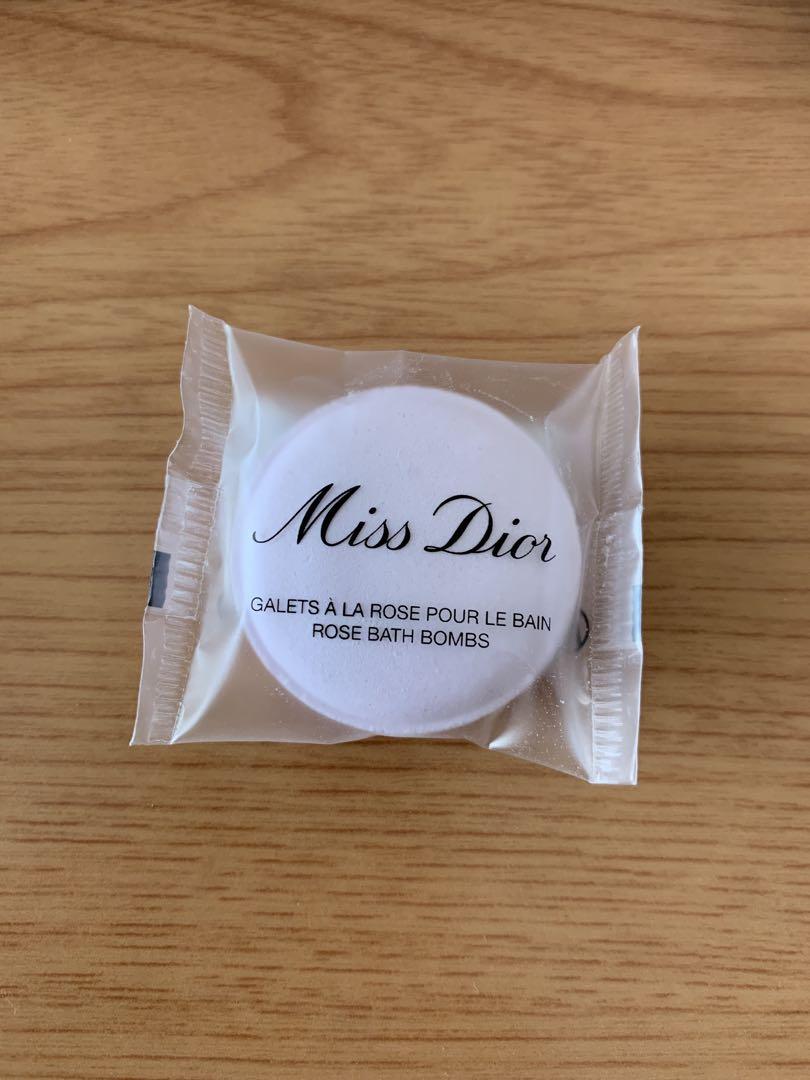 Miss Dior
GALETS À LA ROSE POUR LE BAIN
ROSE BATH BOMBS